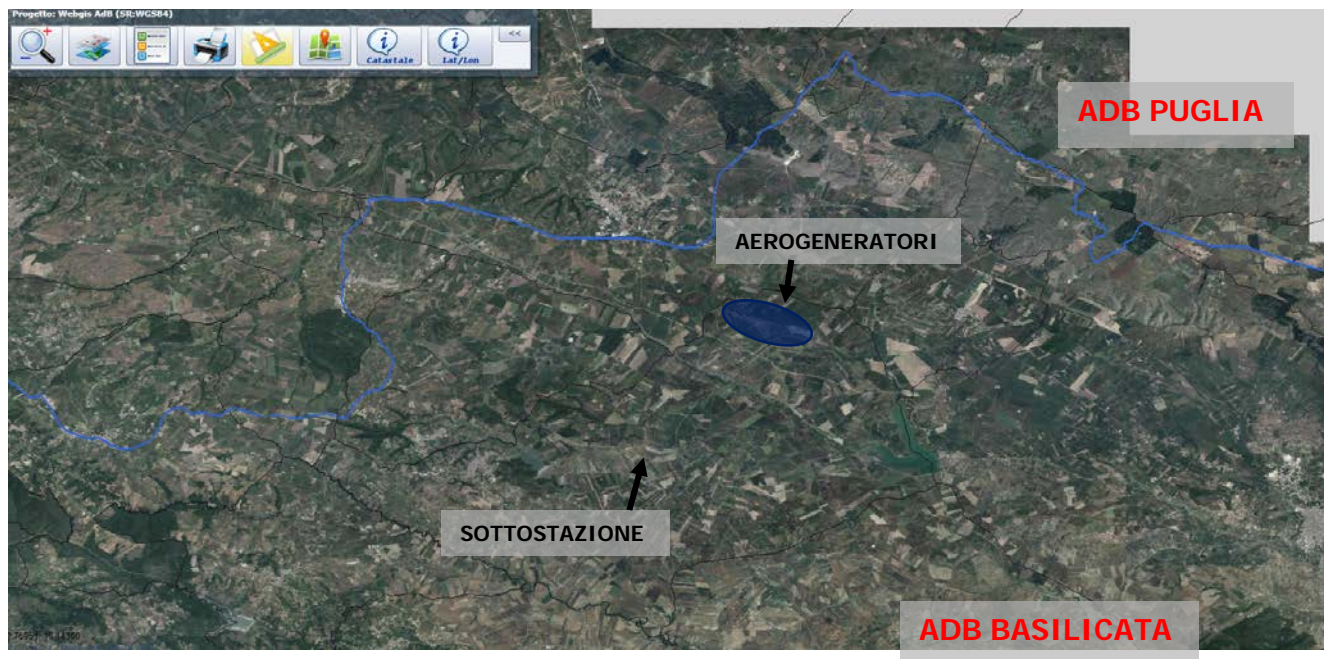 Progetto: Webgis AdB (SR:WGS84)
<<
Catastale
Lat/Lon
ADB PUGLIA
AEROGENERATORI
SOTTOSTAZIONE
ADB BASILICATA